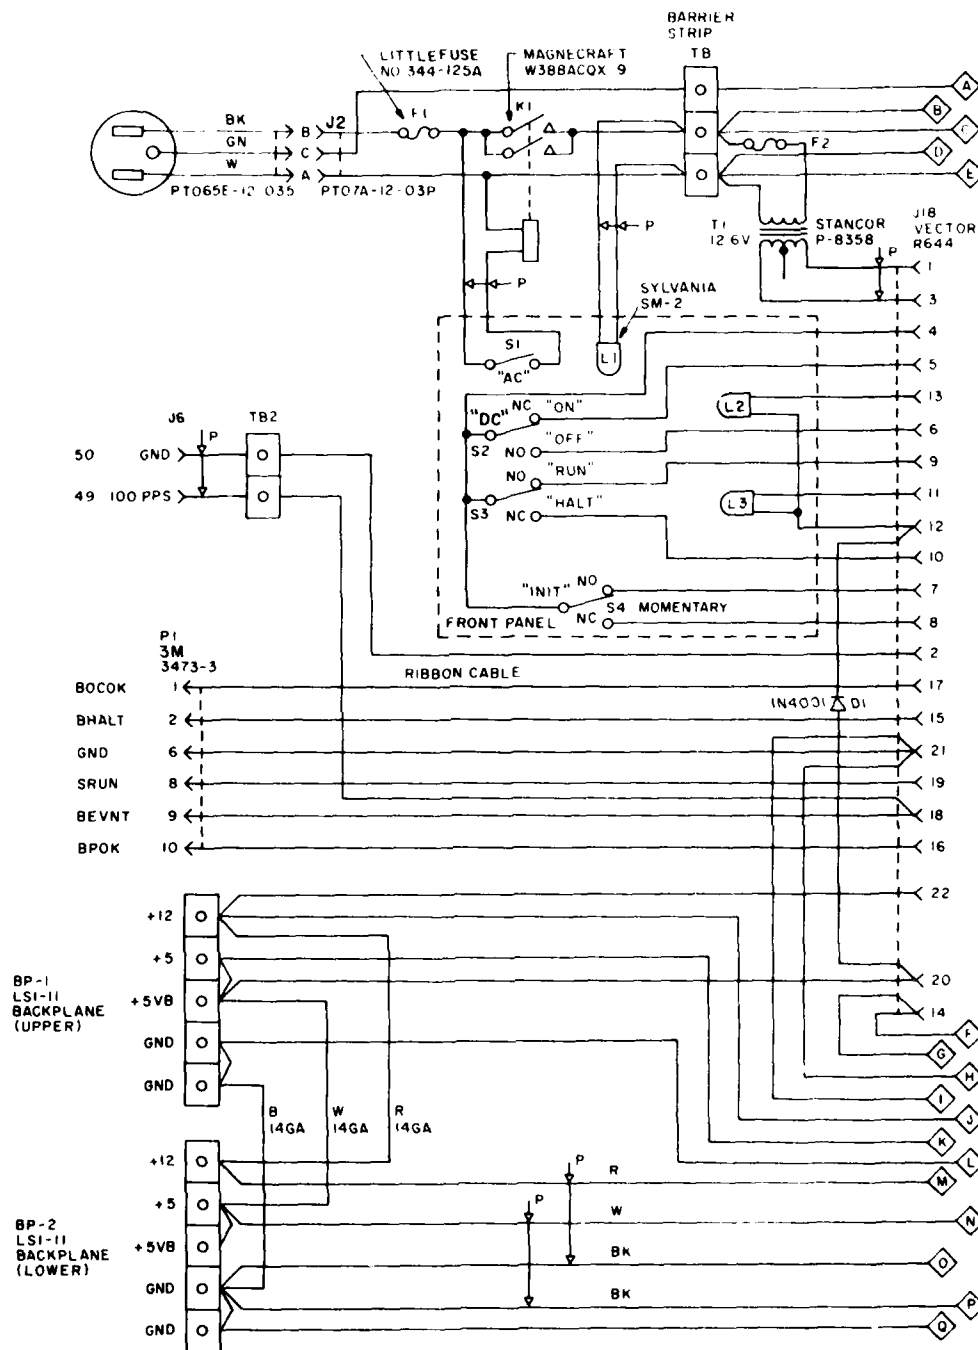 BARRIER
STRIP
TB
LITTLEFUSE
NO 344-125A
MAGNECRAFT
W388ACQX 9
F1
K1
A
B
C
D
E
BK
GN
W
B
C
A
J2
PT065E-12 035
PT07A-12-03P
F2
P
T1
12 6V
STANCOR
P-8358
J18
VECTOR
R644
P
P
SYLVANIA
SM-2
S1
"AC"
L1
"DC"
NC
"ON"
S2
NO
"OFF"
NO
"RUN"
S3
NC
"HALT"
L2
L3
"INIT"
NO
S4 MOMENTARY
NC
FRONT PANEL
1
3
4
5
13
6
9
11
12
10
7
8
2
17
15
21
19
18
16
22
20
14
J6
P
TB2
50 GND
49 100 PPS
P1
3M
3473-3
RIBBON CABLE
BOCOK 1
BHALT 2
GND 6
SRUN 8
BEVNT 9
BPOK 10
1N4001 D1
BP-1
LSI-11
BACKPLANE
(UPPER)
+12
+5
+5VB
GND
GND
B
14GA
W
14GA
R
14GA
BP-2
LSI-11
BACKPLANE
(LOWER)
+12
+5
+5VB
GND
GND
P
P
R
W
BK
BK
F
G
H
I
J
K
L
M
N
O
P
Q